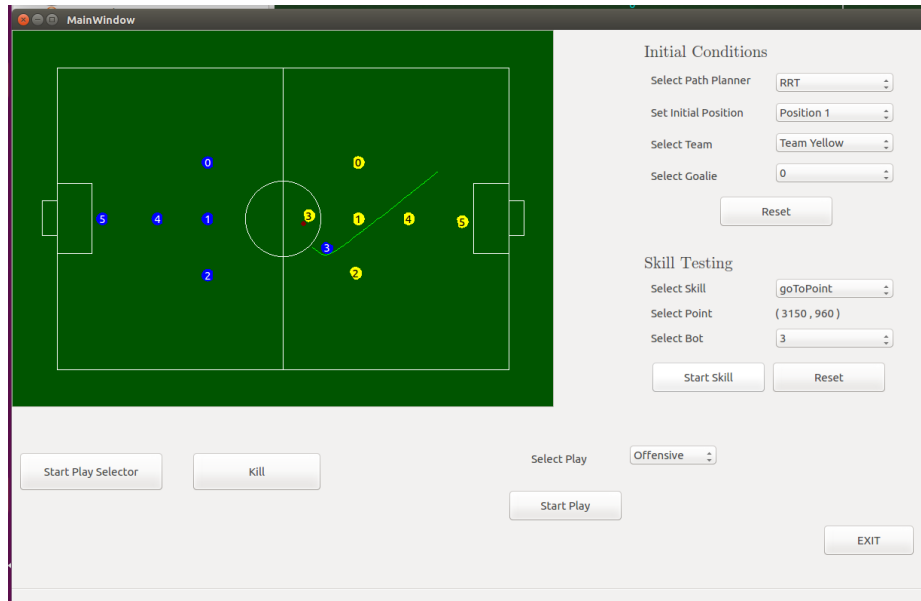 MainWindow
Initial Conditions
Select Path Planner RRT
Set Initial Position Position 1
Select Team Team Yellow
Select Goalie 0
Reset
0 0
5 4 1 3 1 4 5
3
2 2
Skill Testing
Select Skill goToPoint
Select Point ( 3150 , 960 )
Select Bot 3
Start Skill Reset
Start Play Selector Kill Select Play Offensive
Start Play
EXIT